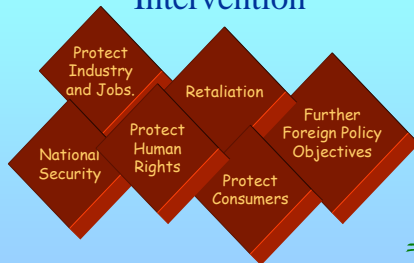 Intervention
Protect
Industry
and Jobs.
Retaliation
Further
Foreign Policy
Objectives
National
Security
Protect
Human
Rights
Protect
Consumers